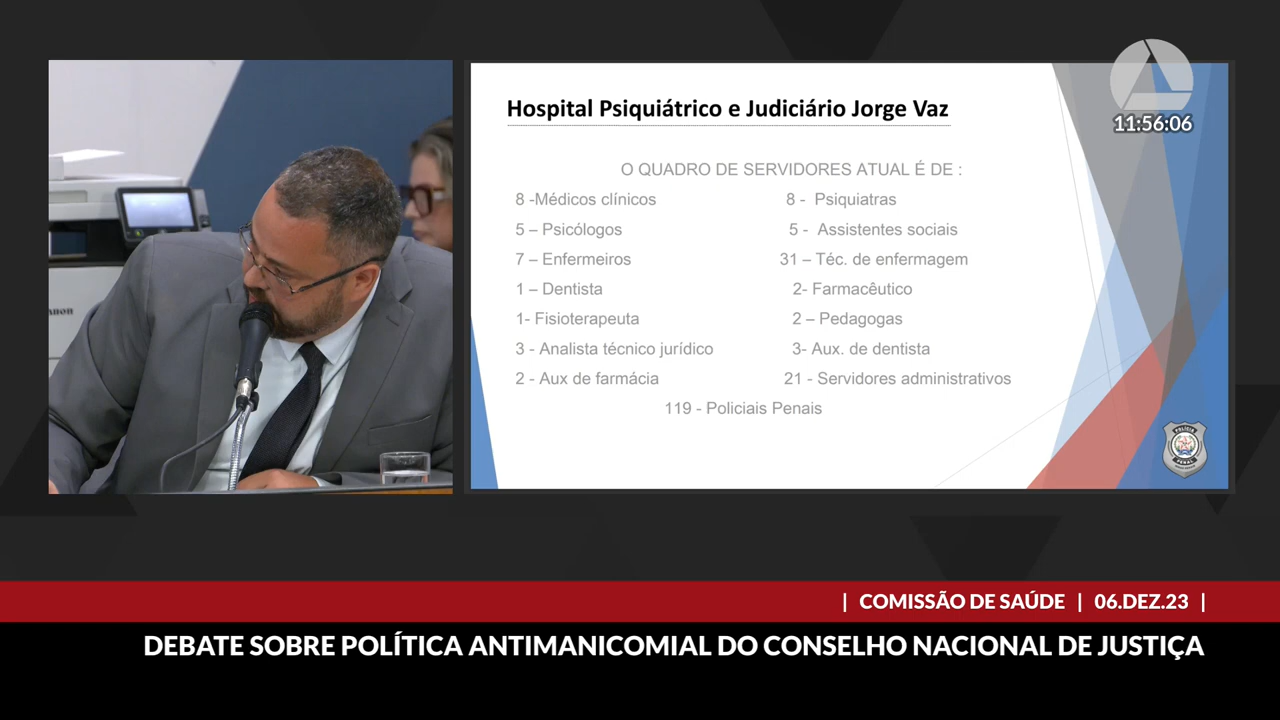 11:56:06
Hospital Psiquiátrico e Judiciário Jorge Vaz
O QUADRO DE SERVIDORES ATUAL É DE :
8 -Médicos clínicos 8 - Psiquiatras
5 – Psicólogos 5 - Assistentes sociais
7 – Enfermeiros 31 – Téc. de enfermagem
1 – Dentista 2- Farmacêutico
1- Fisioterapeuta 2 – Pedagogas
3 - Analista técnico jurídico 3- Aux. de dentista
2 - Aux de farmácia 21 - Servidores administrativos
119 - Policiais Penais
POLÍCIA
PENAL
| COMISSÃO DE SAÚDE | 06.DEZ.23 |
DEBATE SOBRE POLÍTICA ANTIMANICOMIAL DO CONSELHO NACIONAL DE JUSTIÇA